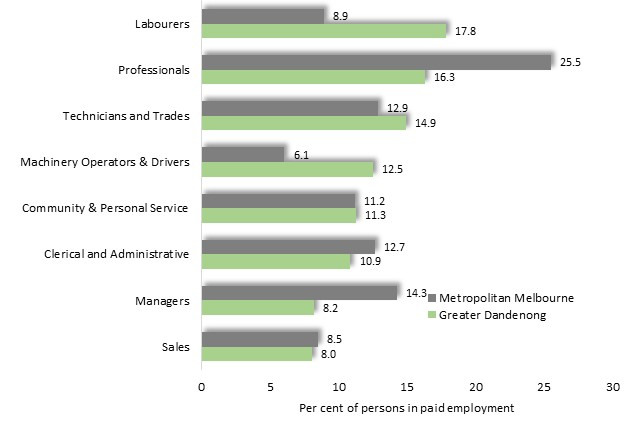 Labourers 8.9
17.8
Professionals 25.5
16.3
Technicians and Trades 12.9
14.9
Machinery Operators & Drivers 6.1
12.5
Community & Personal Service 11.2
11.3
Clerical and Administrative 12.7
10.9
Managers 14.3
8.2
Metropolitan Melbourne
Greater Dandenong
Sales 8.5
8.0
0 5 10 15 20 25 30
Per cent of persons in paid employment